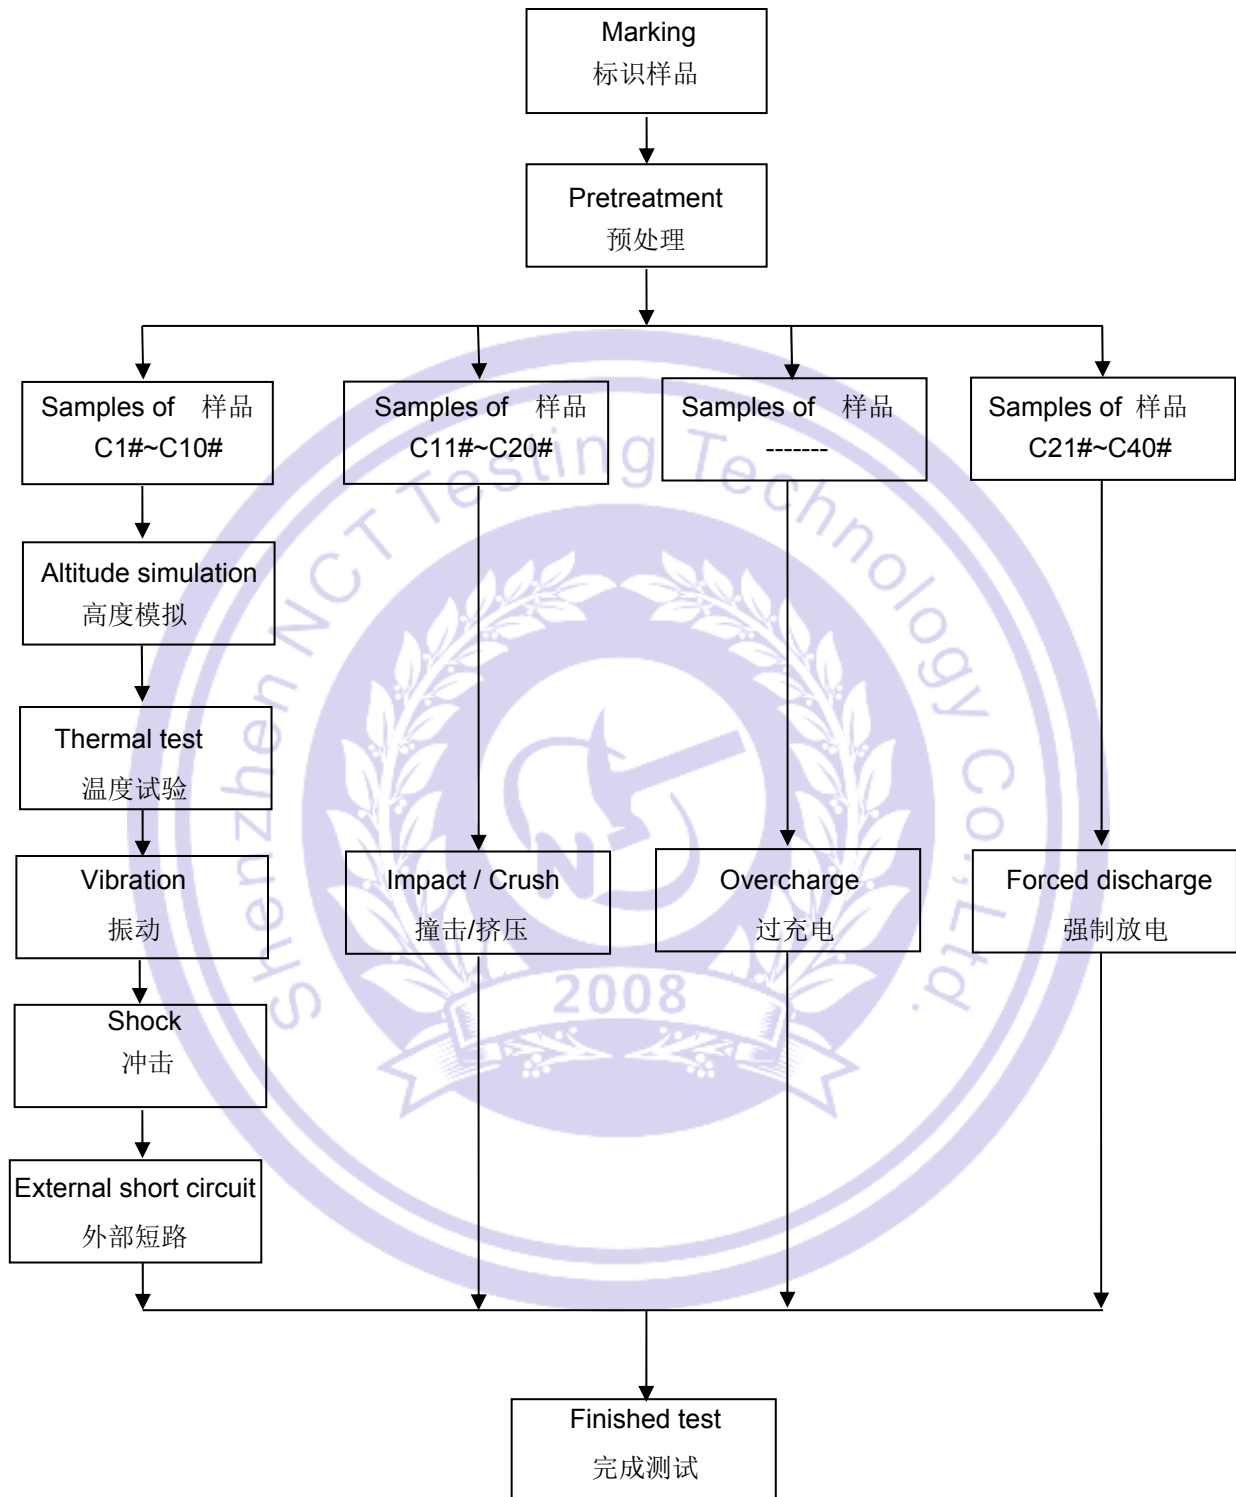 Marking
标识样品
Pretreatment
预处理
Samples of 样品
C1#~C10#
Samples of 样品
C11#~C20#
Samples of 样品
-------
Samples of 样品
C21#~C40#
Altitude simulation
高度模拟
Thermal test
温度试验
Vibration
振动
Impact / Crush
撞击/挤压
Overcharge
过充电
Forced discharge
强制放电
Shock
冲击
External short circuit
外部短路
Finished test
完成测试
Shenzhen NCT Testing Technology Co.,Ltd.
N
2008